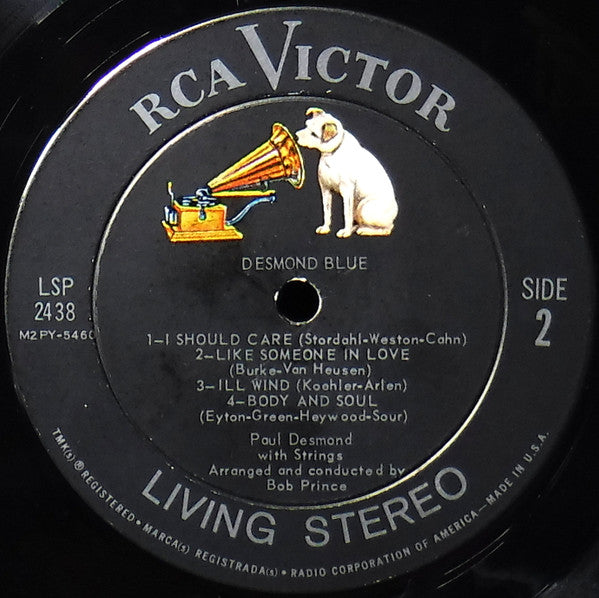 RCA VICTOR
DESMOND BLUE
LSP
2438
M2PY-5460
SIDE
2
1—I SHOULD CARE (Stordahl-Weston-Cahn)
2—LIKE SOMEONE IN LOVE
(Burke-Van Heusen)
3—ILL WIND (Koehler-Arlen)
4—BODY AND SOUL
(Eyton-Green-Heywood-Sour)
Paul Desmond
with Strings
Arranged and conducted by
Bob Prince
LIVING STEREO
TMK(s) ® REGISTERED • MARCA(s) REGISTRADA(s) • RADIO CORPORATION OF AMERICA—MADE IN U.S.A.